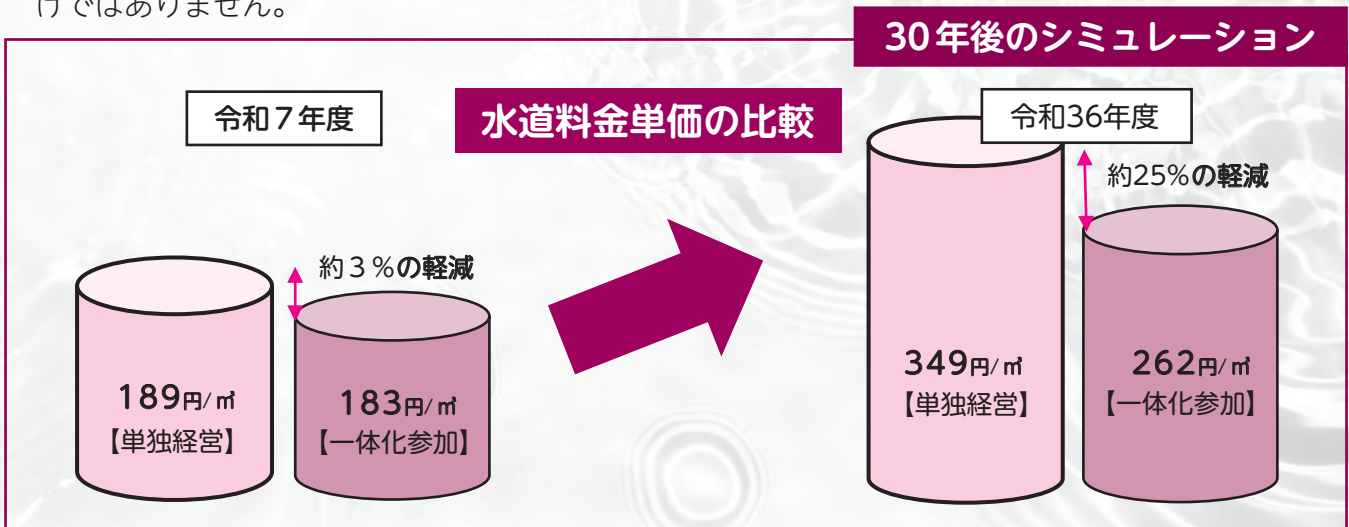 げではありません。
30年後のシミュレーション
令和７年度
水道料金単価の比較
令和36年度
約25%の軽減
約３%の軽減
189円/㎥
【単独経営】
183円/㎥
【一体化参加】
349円/㎥
【単独経営】
262円/㎥
【一体化参加】